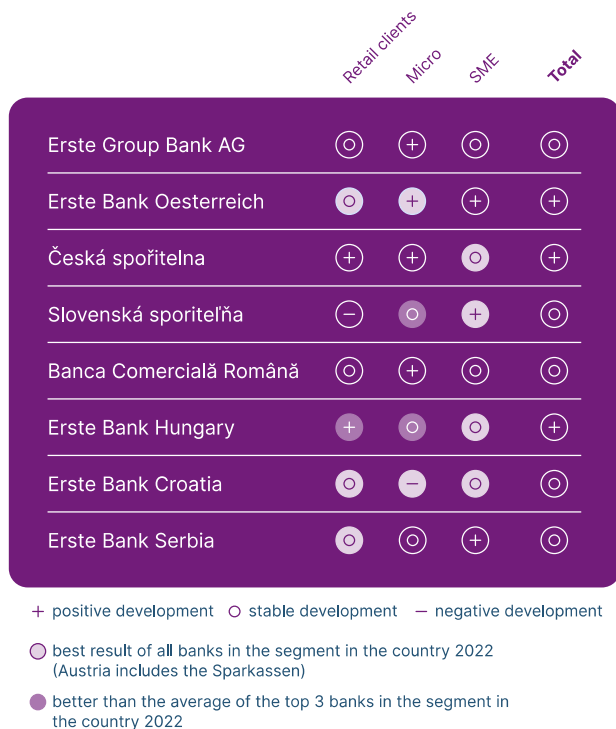 Retail clients Micro SME Total
Erste Group Bank AG
Erste Bank Oesterreich
Česká spořitelna
Slovenská sporiteľňa
Banca Comercială Română
Erste Bank Hungary
Erste Bank Croatia
Erste Bank Serbia
+ positive development o stable development − negative development
best result of all banks in the segment in the country 2022
(Austria includes the Sparkassen)
better than the average of the top 3 banks in the segment in
the country 2022